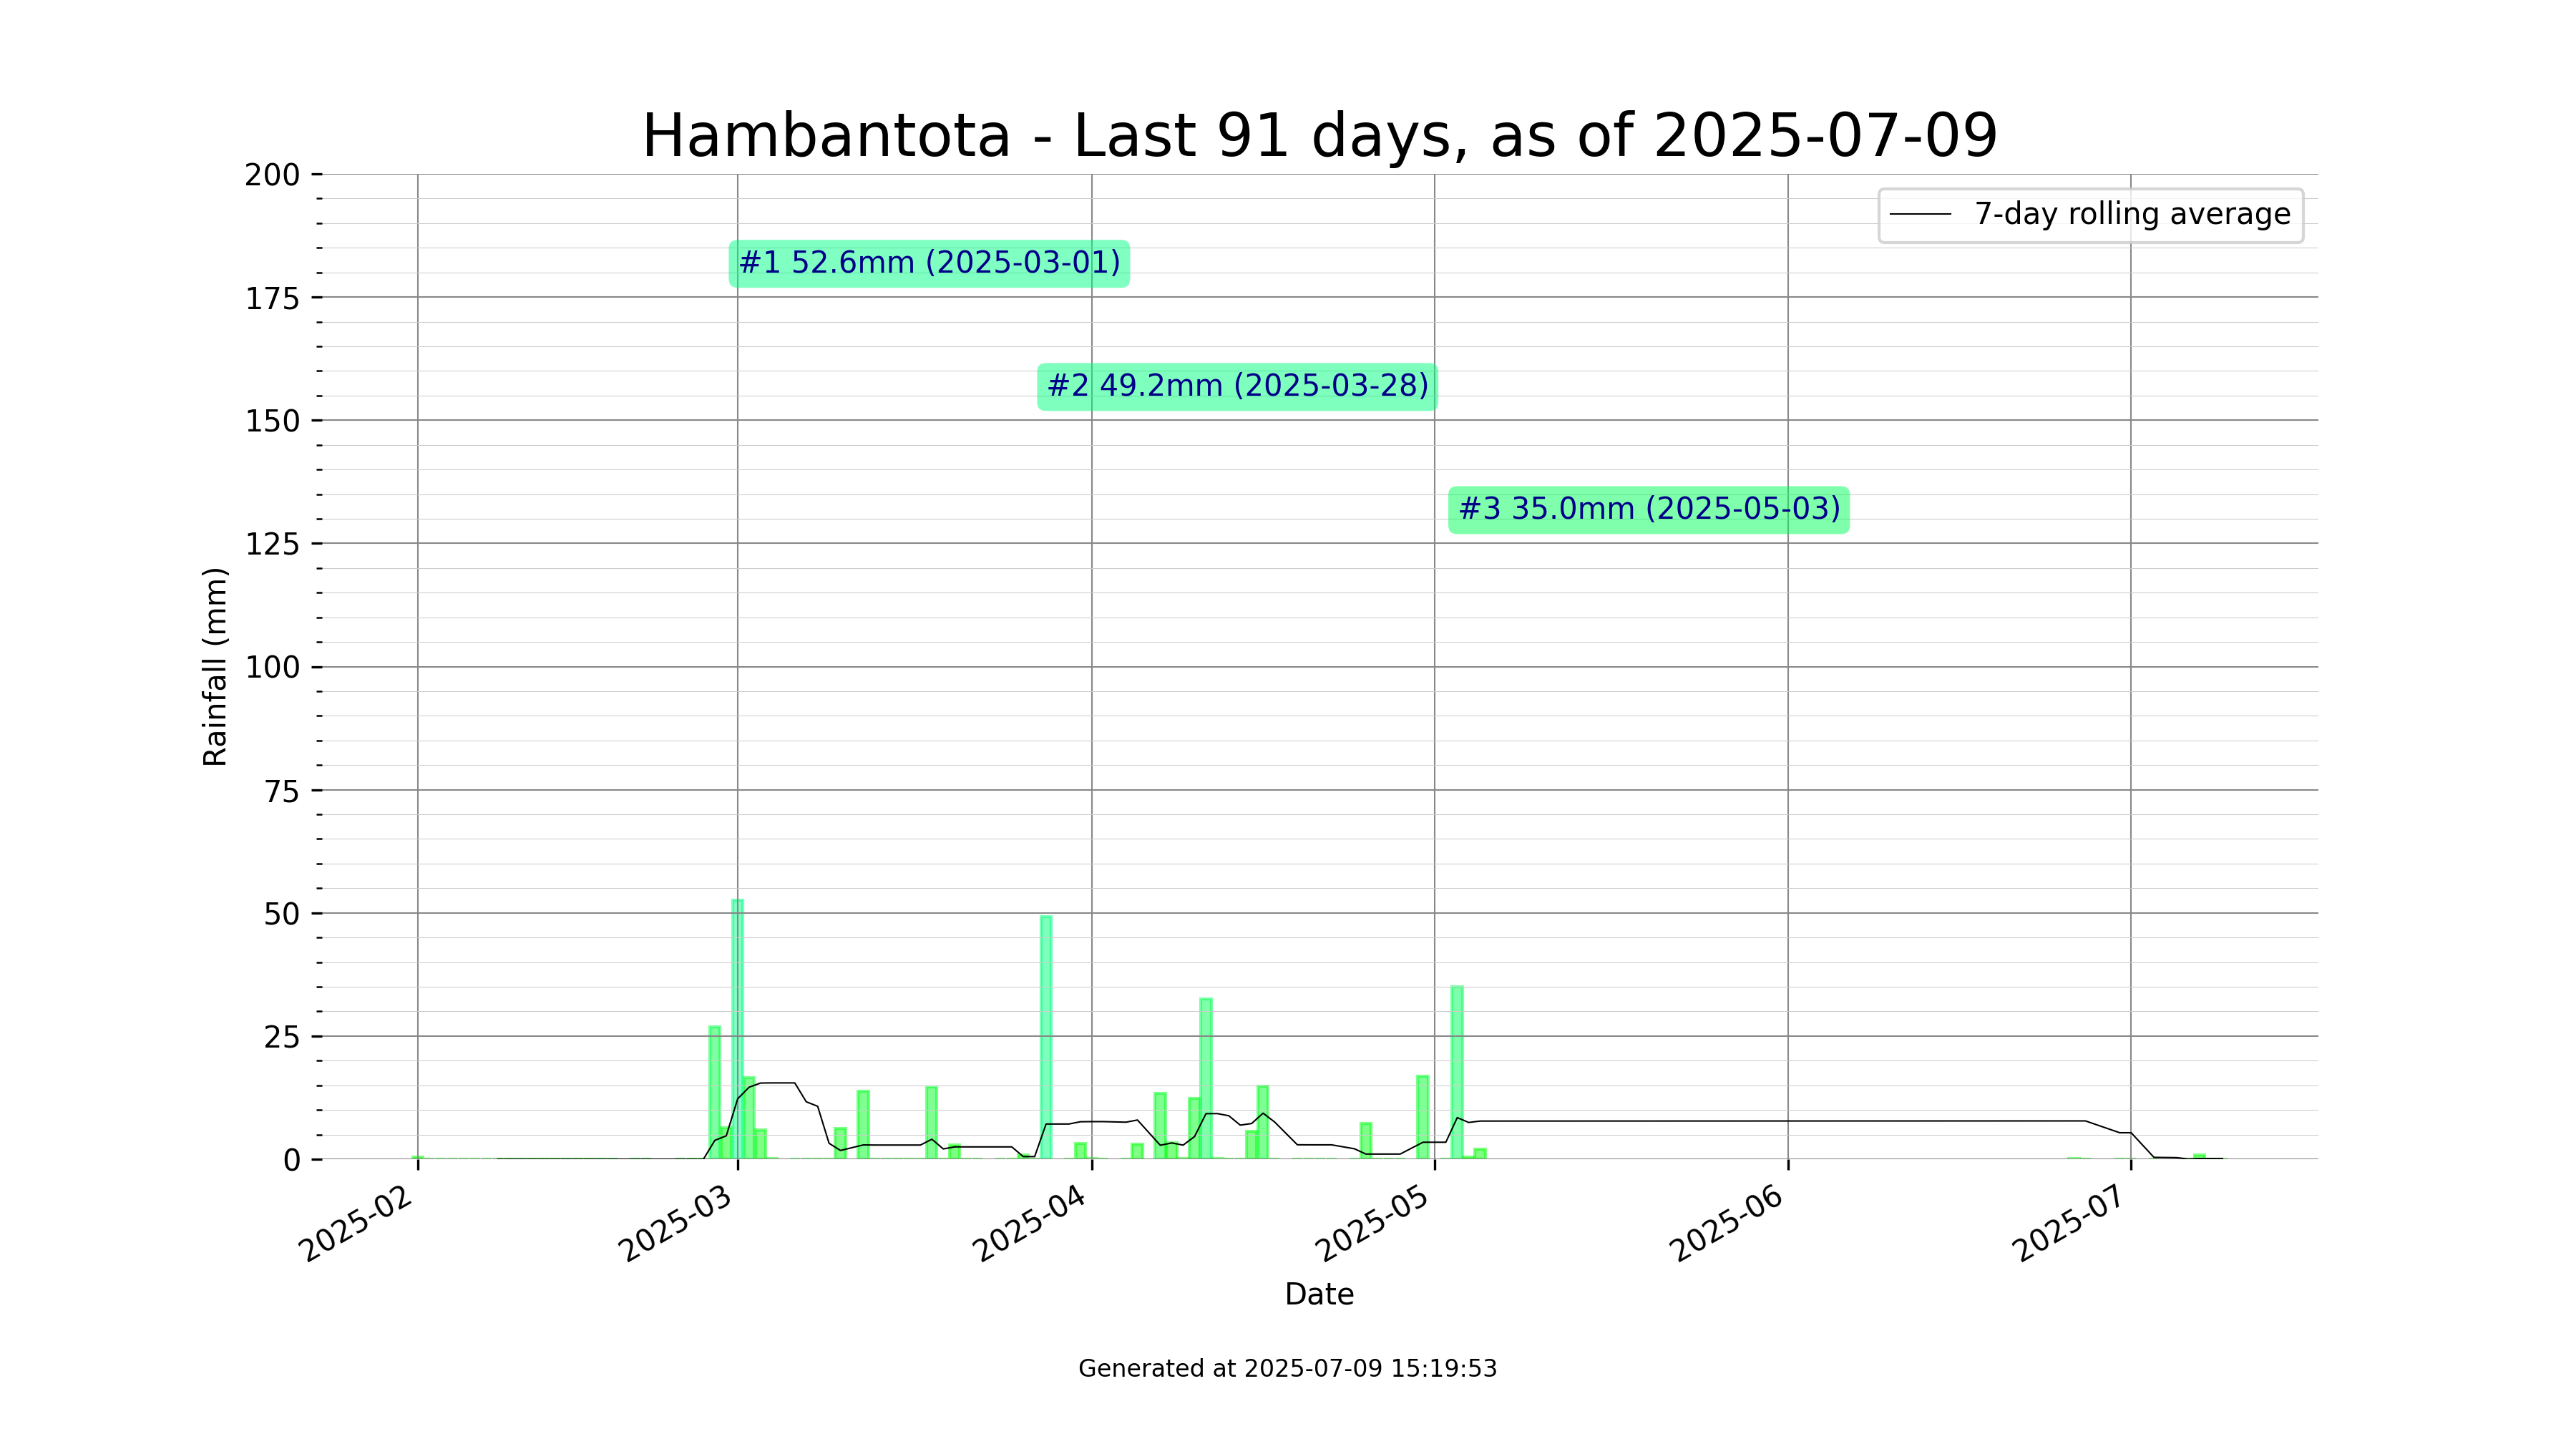 Hambantota - Last 91 days, as of 2025-07-09
200
175
150
125
100
75
50
25
0
Rainfall (mm)
7-day rolling average
#1 52.6mm (2025-03-01)
#2 49.2mm (2025-03-28)
#3 35.0mm (2025-05-03)
2025-02
2025-03
2025-04
2025-05
2025-06
2025-07
Date
Generated at 2025-07-09 15:19:53